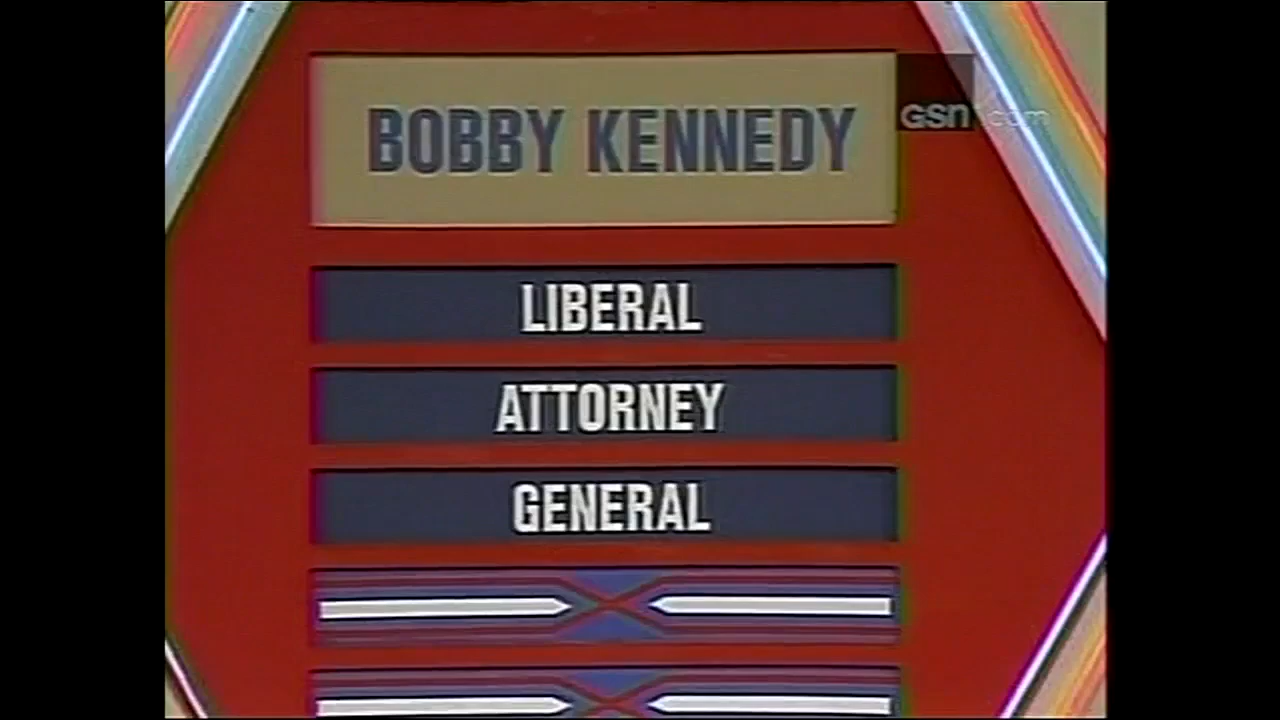 BOBBY KENNEDY
GSN.com
LIBERAL
ATTORNEY
GENERAL